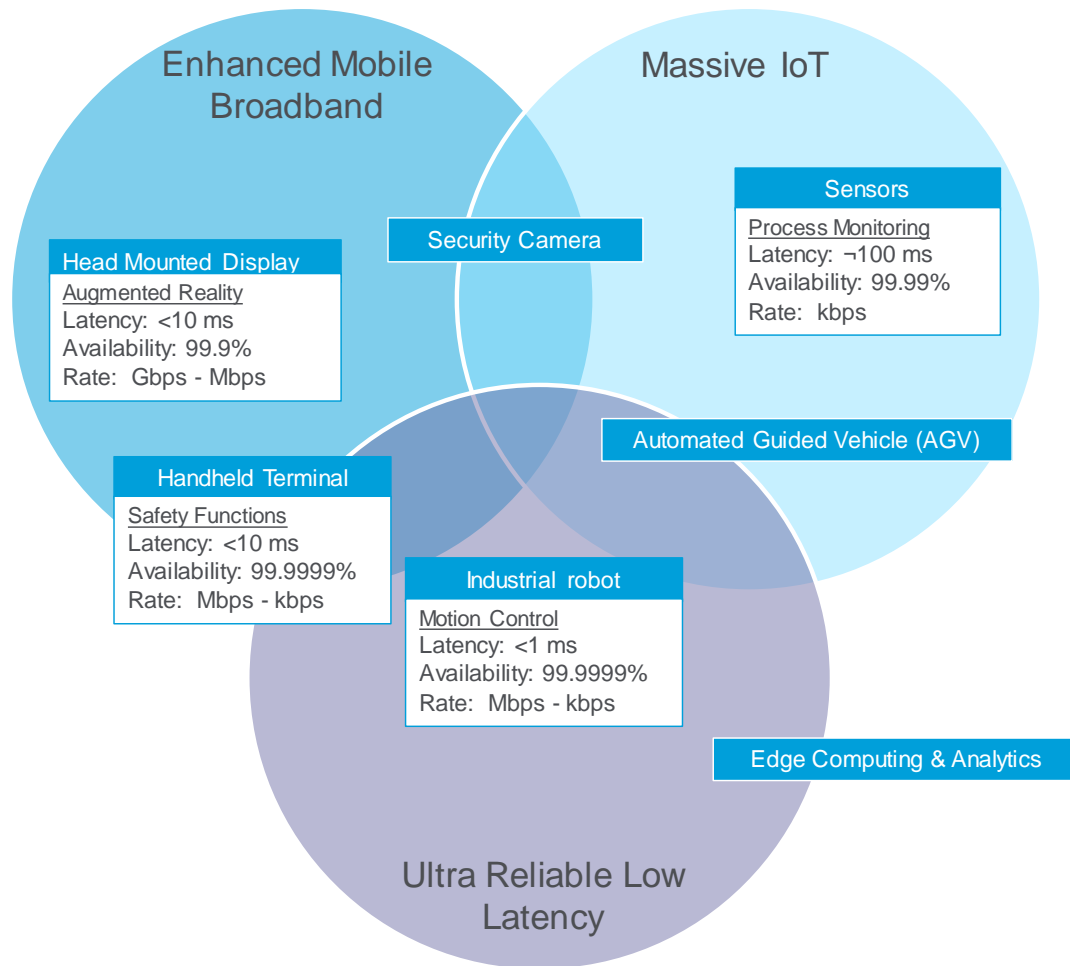 Enhanced Mobile
Broadband
Massive IoT
Sensors
Process Monitoring
Latency: ¬100 ms
Availability: 99.99%
Rate: kbps
Security Camera
Head Mounted Display
Augmented Reality
Latency: <10 ms
Availability: 99.9%
Rate: Gbps - Mbps
Automated Guided Vehicle (AGV)
Handheld Terminal
Safety Functions
Latency: <10 ms
Availability: 99.9999%
Rate: Mbps - kbps
Industrial robot
Motion Control
Latency: <1 ms
Availability: 99.9999%
Rate: Mbps - kbps
Edge Computing & Analytics
Ultra Reliable Low
Latency